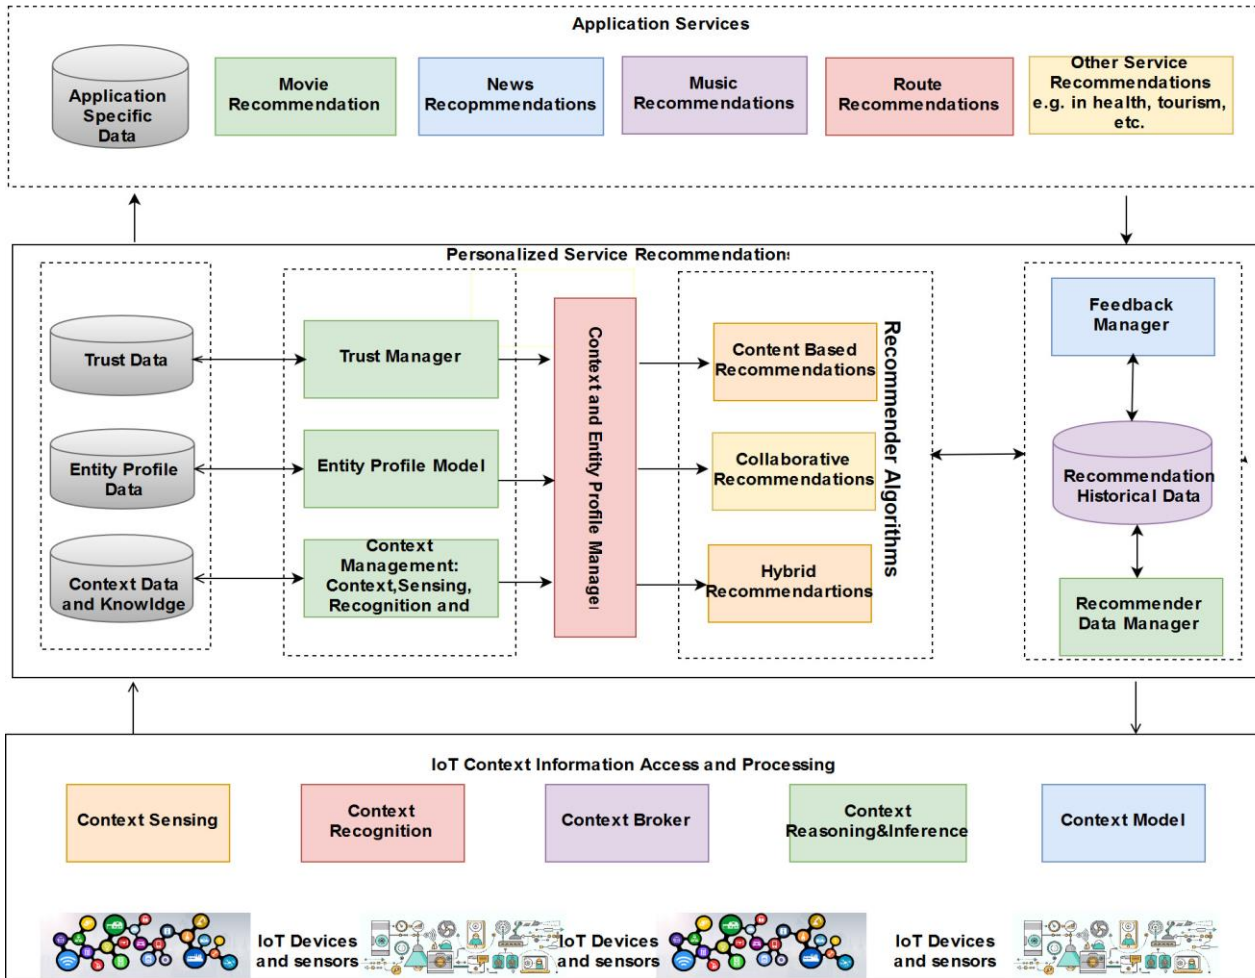 Application Services
Application
Specific
Data
Movie
Recommendation
News
Recopmmendations
Music
Recommendations
Route
Recommendations
Other Service
Recommendations
e.g. in health, tourism,
etc.
Personalized Service Recommendations
Trust Data
Entity Profile
Data
Context Data
and Knowldge
Trust Manager
Entity Profile Model
Context
Management:
Context,Sensing,
Recognition and
Context and Entity Profile Manager
Content Based
Recommendations
Collaborative
Recommendations
Hybrid
Recommendartions
Recommender Algorithms
Feedback
Manager
Recommendation
Historical Data
Recommender
Data Manager
IoT Context Information Access and Processing
Context Sensing
Context
Recognition
Context Broker
Context
Reasoning&Inference
Context Model
IoT Devices
and sensors
IoT Devices
and sensors
IoT Devices
and sensors